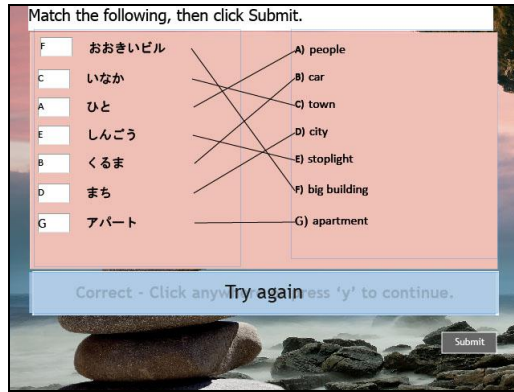 Match the following, then click Submit.
F おおきいビル A) people
C いなか B) car
A ひと C) town
E しんごう D) city
B くるま E) stoplight
D まち F) big building
G アパート G) apartment
Correct - Click anywhere press ‘y’ to continue.
Try again
Submit